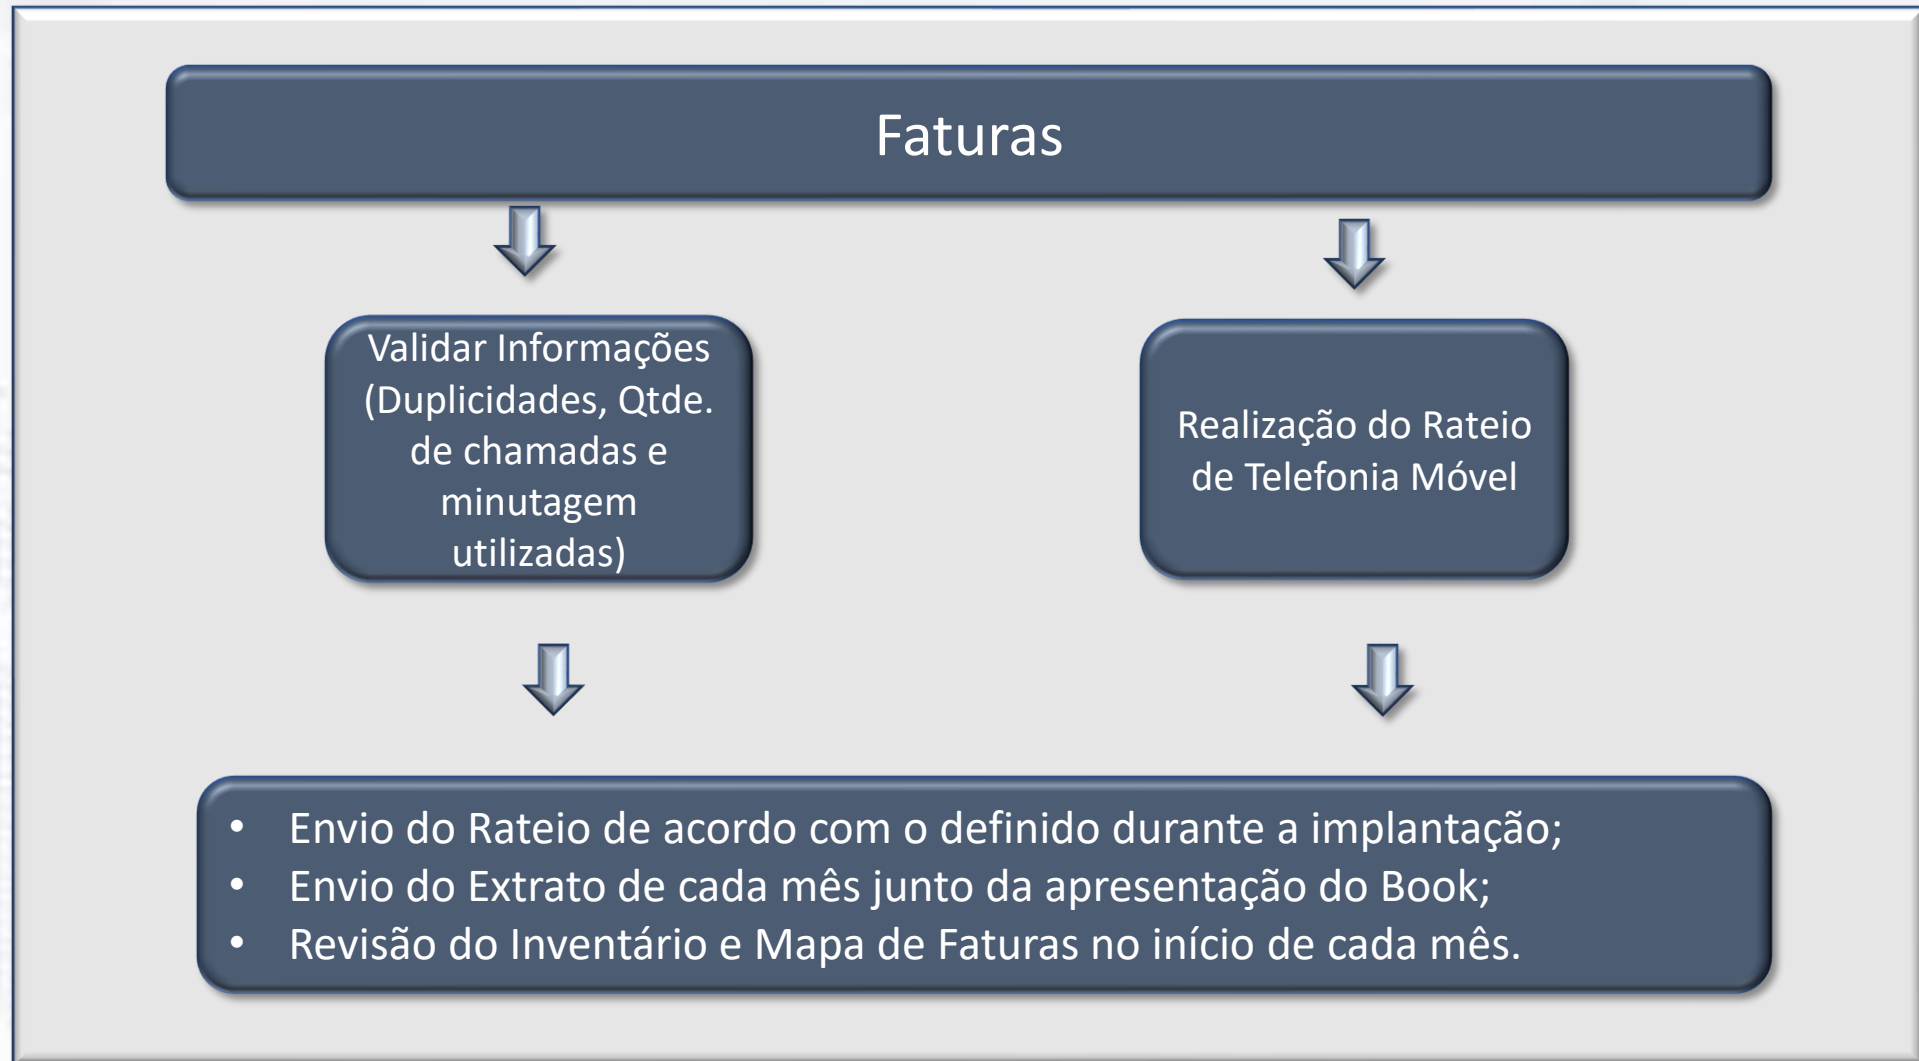 Faturas
Validar Informações
(Duplicidades, Qtde.
de chamadas e
minutagem
utilizadas)
Realização do Rateio
de Telefonia Móvel
• Envio do Rateio de acordo com o definido durante a implantação;
• Envio do Extrato de cada mês junto da apresentação do Book;
• Revisão do Inventário e Mapa de Faturas no início de cada mês.